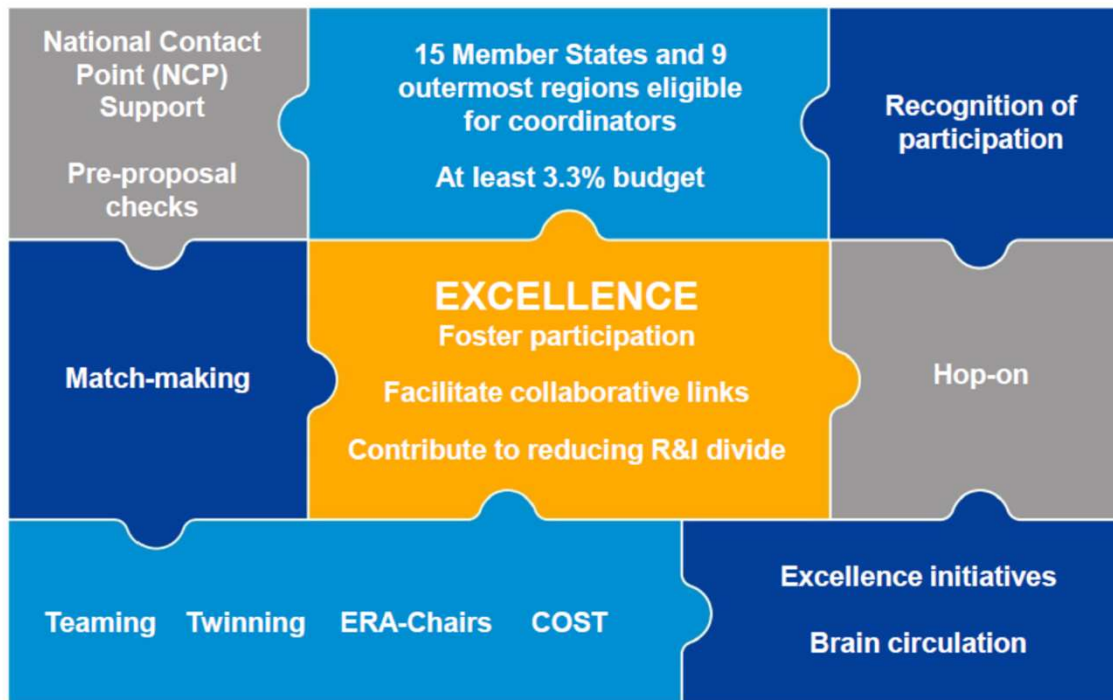 National Contact
Point (NCP)
Support
Pre-proposal
checks
15 Member States and 9
outermost regions eligible
for coordinators
At least 3.3% budget
Recognition of
participation
Match-making
EXCELLENCE
Foster participation
Facilitate collaborative links
Contribute to reducing R&I divide
Hop-on
Teaming Twinning ERA-Chairs COST
Excellence initiatives
Brain circulation